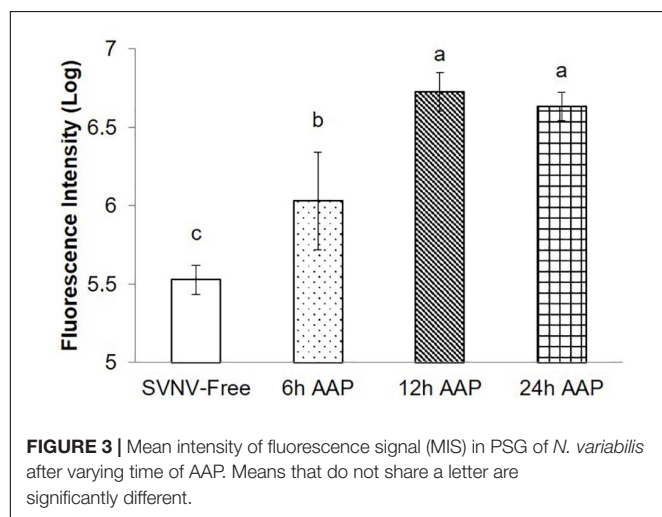 7
6.5
6
5.5
5
Fluorescence Intensity (Log)
c
b
a
a
SVNV-Free 6h AAP 12h AAP 24h AAP
FIGURE 3 | Mean intensity of fluorescence signal (MIS) in PSG of N. variabilis
after varying time of AAP. Means that do not share a letter are
significantly different.